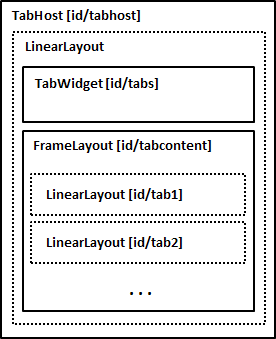 TabHost [id/tabhost]
LinearLayout
TabWidget [id/tabs]
FrameLayout [id/tabcontent]
LinearLayout [id/tab1]
LinearLayout [id/tab2]
...